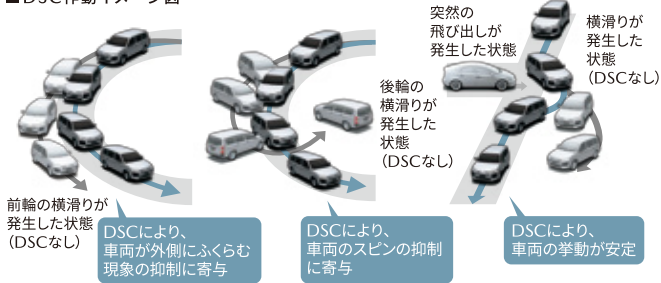 ■DSC作動イメージ図
突然の
飛び出しが
発生した状態
横滑りが
発生した
状態
(DSCなし)
後輪の
横滑りが
発生した
状態
(DSCなし)
前輪の横滑りが
発生した状態
(DSCなし)
DSCにより、
車両が外側にふくらむ
現象の抑制に寄与
DSCにより、
車両のスピンの抑制
に寄与
DSCにより、
車両の挙動が安定